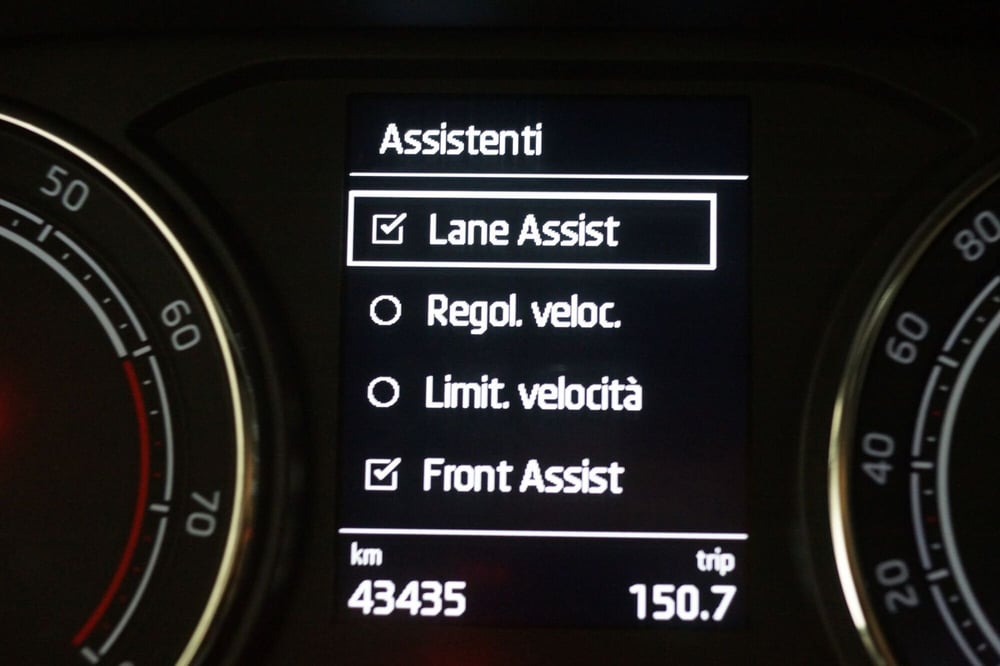 Assistenti
Lane Assist
Regol. veloc.
Limit. velocità
Front Assist
km trip
43435 150.7
50
60
70
80
60
40
20